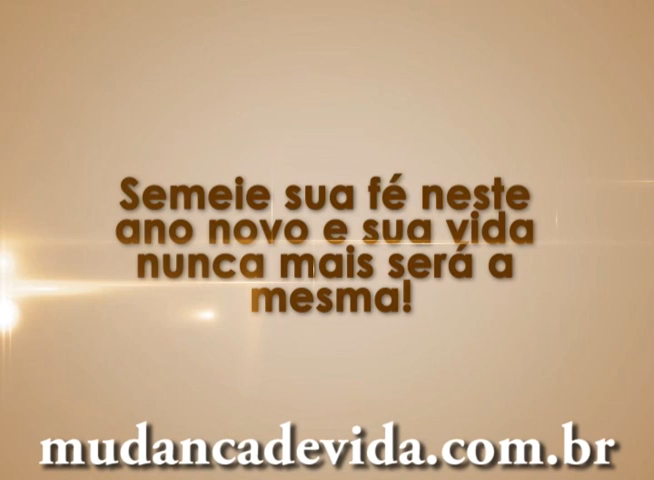 Semeie sua fé neste
ano novo e sua vida
nunca mais será a
mesma!
mudancadevida.com.br